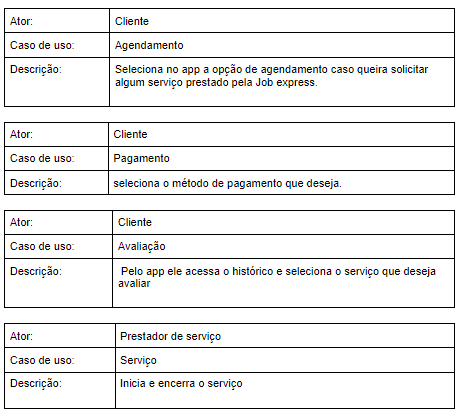 Ator: Cliente
Caso de uso: Agendamento
Descrição: Seleciona no app a opção de agendamento caso queira solicitar
algum serviço prestado pela Job express.
Ator: Cliente
Caso de uso: Pagamento
Descrição: seleciona o método de pagamento que deseja.
Ator: Cliente
Caso de uso: Avaliação
Descrição: Pelo app ele acessa o histórico e seleciona o serviço que deseja
avaliar
Ator: Prestador de serviço
Caso de uso: Serviço
Descrição: Inicia e encerra o serviço